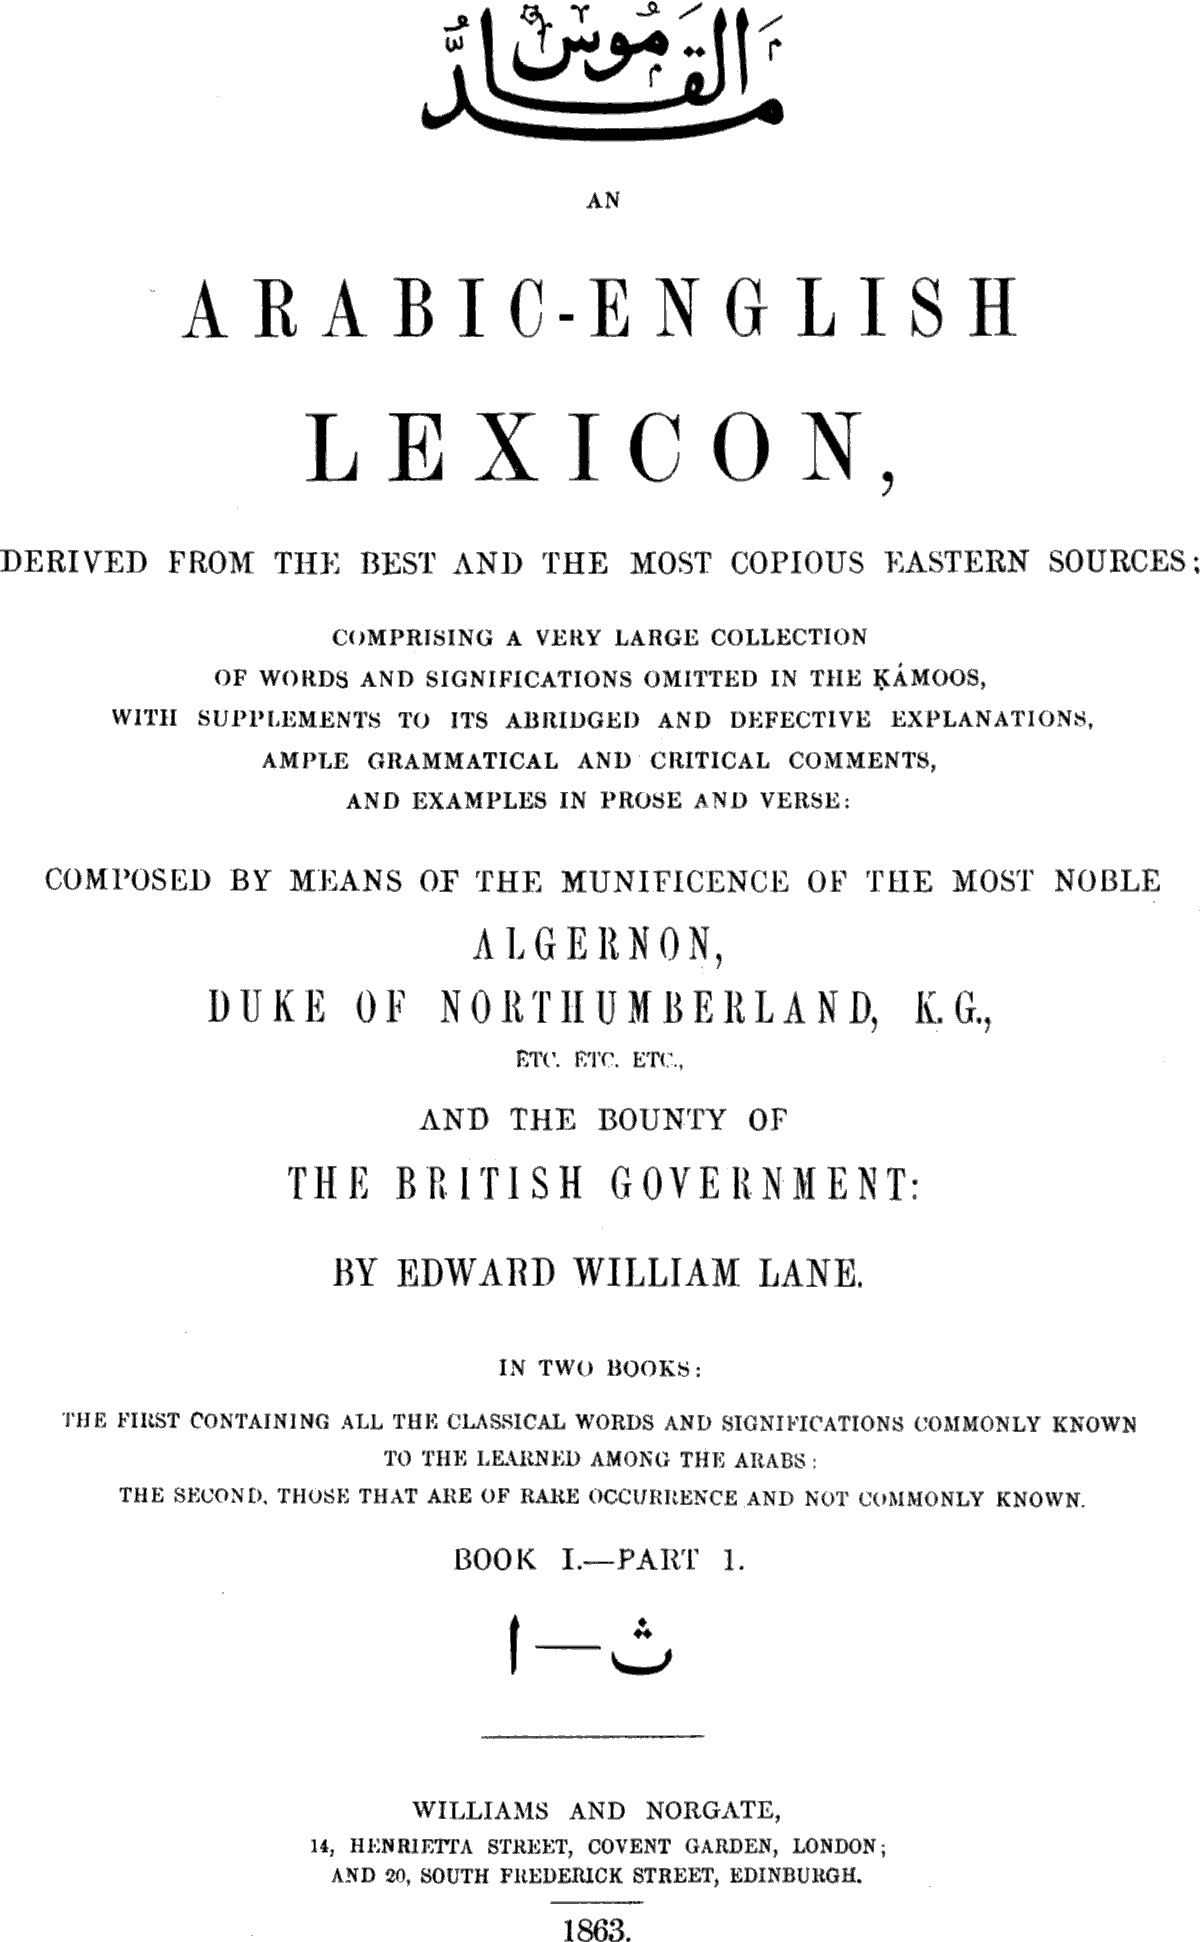 مدّ القاموس
AN
ARABIC-ENGLISH
LEXICON,
DERIVED FROM THE BEST AND THE MOST COPIOUS EASTERN SOURCES;
COMPRISING A VERY LARGE COLLECTION
OF WORDS AND SIGNIFICATIONS OMITTED IN THE ḲÁMOOS,
WITH SUPPLEMENTS TO ITS ABRIDGED AND DEFECTIVE EXPLANATIONS,
AMPLE GRAMMATICAL AND CRITICAL COMMENTS,
AND EXAMPLES IN PROSE AND VERSE:
COMPOSED BY MEANS OF THE MUNIFICENCE OF THE MOST NOBLE
ALGERNON,
DUKE OF NORTHUMBERLAND, K.G.,
ETC. ETC. ETC.,
AND THE BOUNTY OF
THE BRITISH GOVERNMENT:
BY EDWARD WILLIAM LANE.
IN TWO BOOKS:
THE FIRST CONTAINING ALL THE CLASSICAL WORDS AND SIGNIFICATIONS COMMONLY KNOWN
TO THE LEARNED AMONG THE ARABS:
THE SECOND, THOSE THAT ARE OF RARE OCCURRENCE AND NOT COMMONLY KNOWN.
BOOK I.—PART 1.
ا — ث
WILLIAMS AND NORGATE,
14, HENRIETTA STREET, COVENT GARDEN, LONDON;
AND 20, SOUTH FREDERICK STREET, EDINBURGH.
1863.